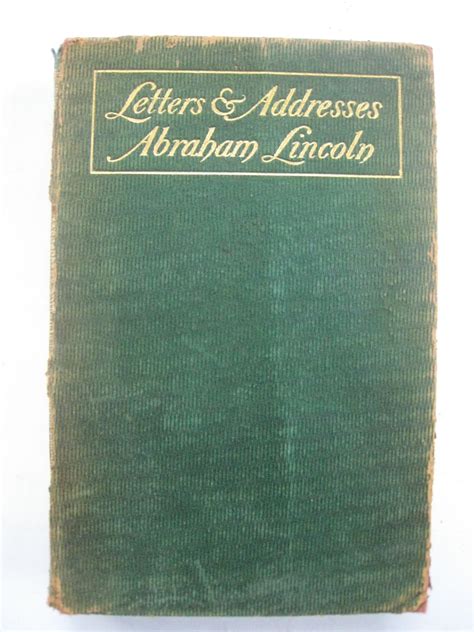 Letters & Addresses
Abraham Lincoln